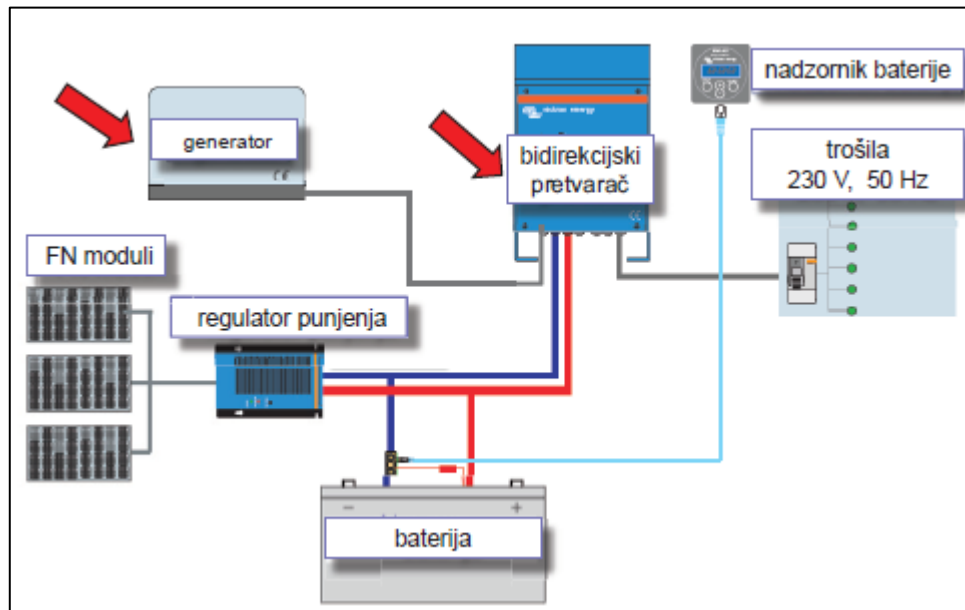 generator
bidirekcijski
pretvarač
nadzornik baterije
trošila
230 V, 50 Hz
FN moduli
regulator punjenja
baterija
− +